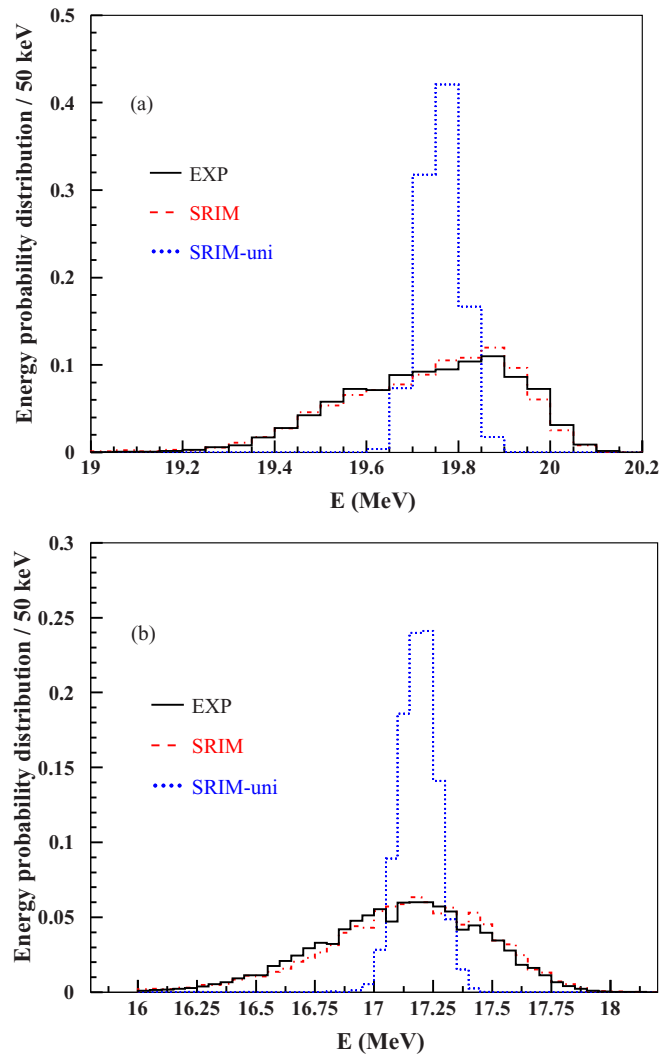 Energy probability distribution / 50 keV
0.5
0.4
0.3
0.2
0.1
0
(a)
EXP
SRIM
SRIM-uni
19 19.2 19.4 19.6 19.8 20 20.2
E (MeV)
Energy probability distribution / 50 keV
0.3
0.25
0.2
0.15
0.1
0.05
0
(b)
EXP
SRIM
SRIM-uni
16 16.25 16.5 16.75 17 17.25 17.5 17.75 18
E (MeV)